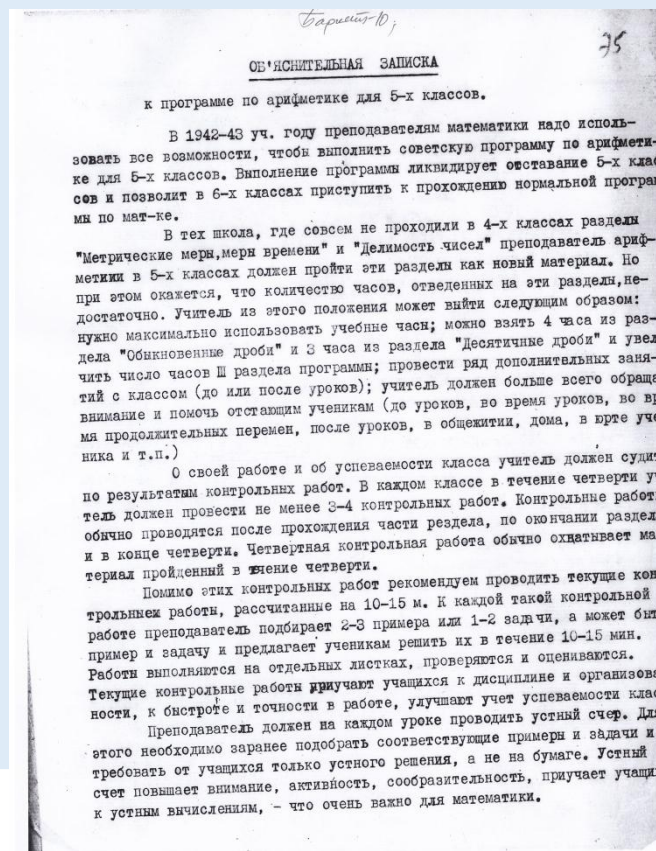 75
ОБ'ЯСНИТЕЛЬНАЯ ЗАПИСКА
к программе по арифметике для 5-х классов.
В 1942-43 уч. году преподавателям математики надо исполь-
зовать все возможности, чтобы выполнить советскую программу по арифмети-
ке для 5-х классов. Выполнение программы ликвидирует отставание 5-х клас
сов и позволит в 6-х классах приступить к прохождению нормальной програм
мы по мат-ке.
В тех школа, где совсем не проходили в 4-х классах разделы
"Метрические меры,меры времени" и "Делимость чисел" преподаватель ариф-
метиии в 5-х классах должен пройти эти разделы как новый материал. Но
при этом окажется, что количество часов, отведенных на эти разделы,не-
достаточно. Учитель из этого положения может выйти следующим образом:
нужно максимально использовать учебные часы; можно взять 4 часа из раз-
дела "Обыкновенные дроби" и 3 часа из раздела "Десятичные дроби" и увел
чить число часов Ш раздела программы; провести ряд дополнительных заня-
тий с классом (до или после уроков); учитель должен больше всего обраща
внимание и помочь отстающим ученикам (до уроков, во время уроков, во вр
мя продолжительных перемен, после уроков, в общежитии, дома, в юрте уче
ника и т.п.)
О своей работе и об успеваемости класса учитель должен судит
по результатым контрольных работ. В каждом классе в течение четверти уч
тель должен провести не менее 3-4 контрольных работ. Контрольные работ
обычно проводятся после прохождения части рездела, по окончании раздел
и в конце четверти. Четвертная контрольная работа обычно охватывает ма
териал пройденный в течение четверти.
Помимо этих контрольных работ рекомендуем проводить текущие кон
трольныем работы, рассчитанные на 10-15 м. К каждой такой контрольной
работе преподаватель подбирает 2-3 примера или 1-2 задачи, а может быт
пример и задачу и предлагает ученикам решить их в течение 10-15 мин.
Работы выполняются на отдельных листках, проверяются и оцениваются.
Текущие контрольные работы приучают учащихся к дисциплине и организова
ности, к быстроте и точности в работе, улучшают учет успеваемости клас
Преподаватель должен на каждом уроке проводить устный счет. Для
этого необходимо заранее подобрать соответствующие примеры и задачи и
требовать от учащихся только устного решения, а не на бумаге. Устный
счет повышает внимание, активность, сообразительность, приучает учащи
к устным вычислениям, - что очень важно для математики.